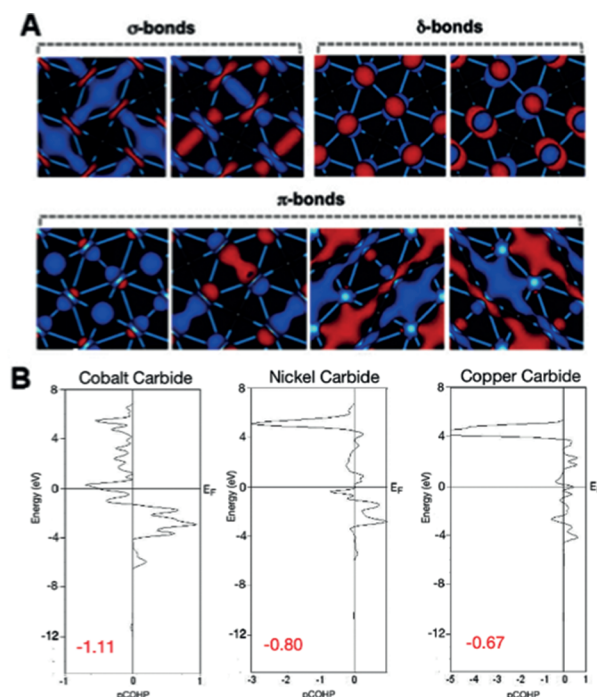 A
σ-bonds δ-bonds
π-bonds
B
Cobalt Carbide Nickel Carbide Copper Carbide
8 8 8
4 4 4
0 EF 0 EF 0 E
-4 -4 -4
-8 -8 -8
-12 -12 -12
Energy (eV) Energy (eV) Energy (eV)
-1.11 -0.80 -0.67
-1 0 1 -3 -2 -1 0 -5 -4 -3 -2 -1 0 1
pCOHP pCOHP pCOHP